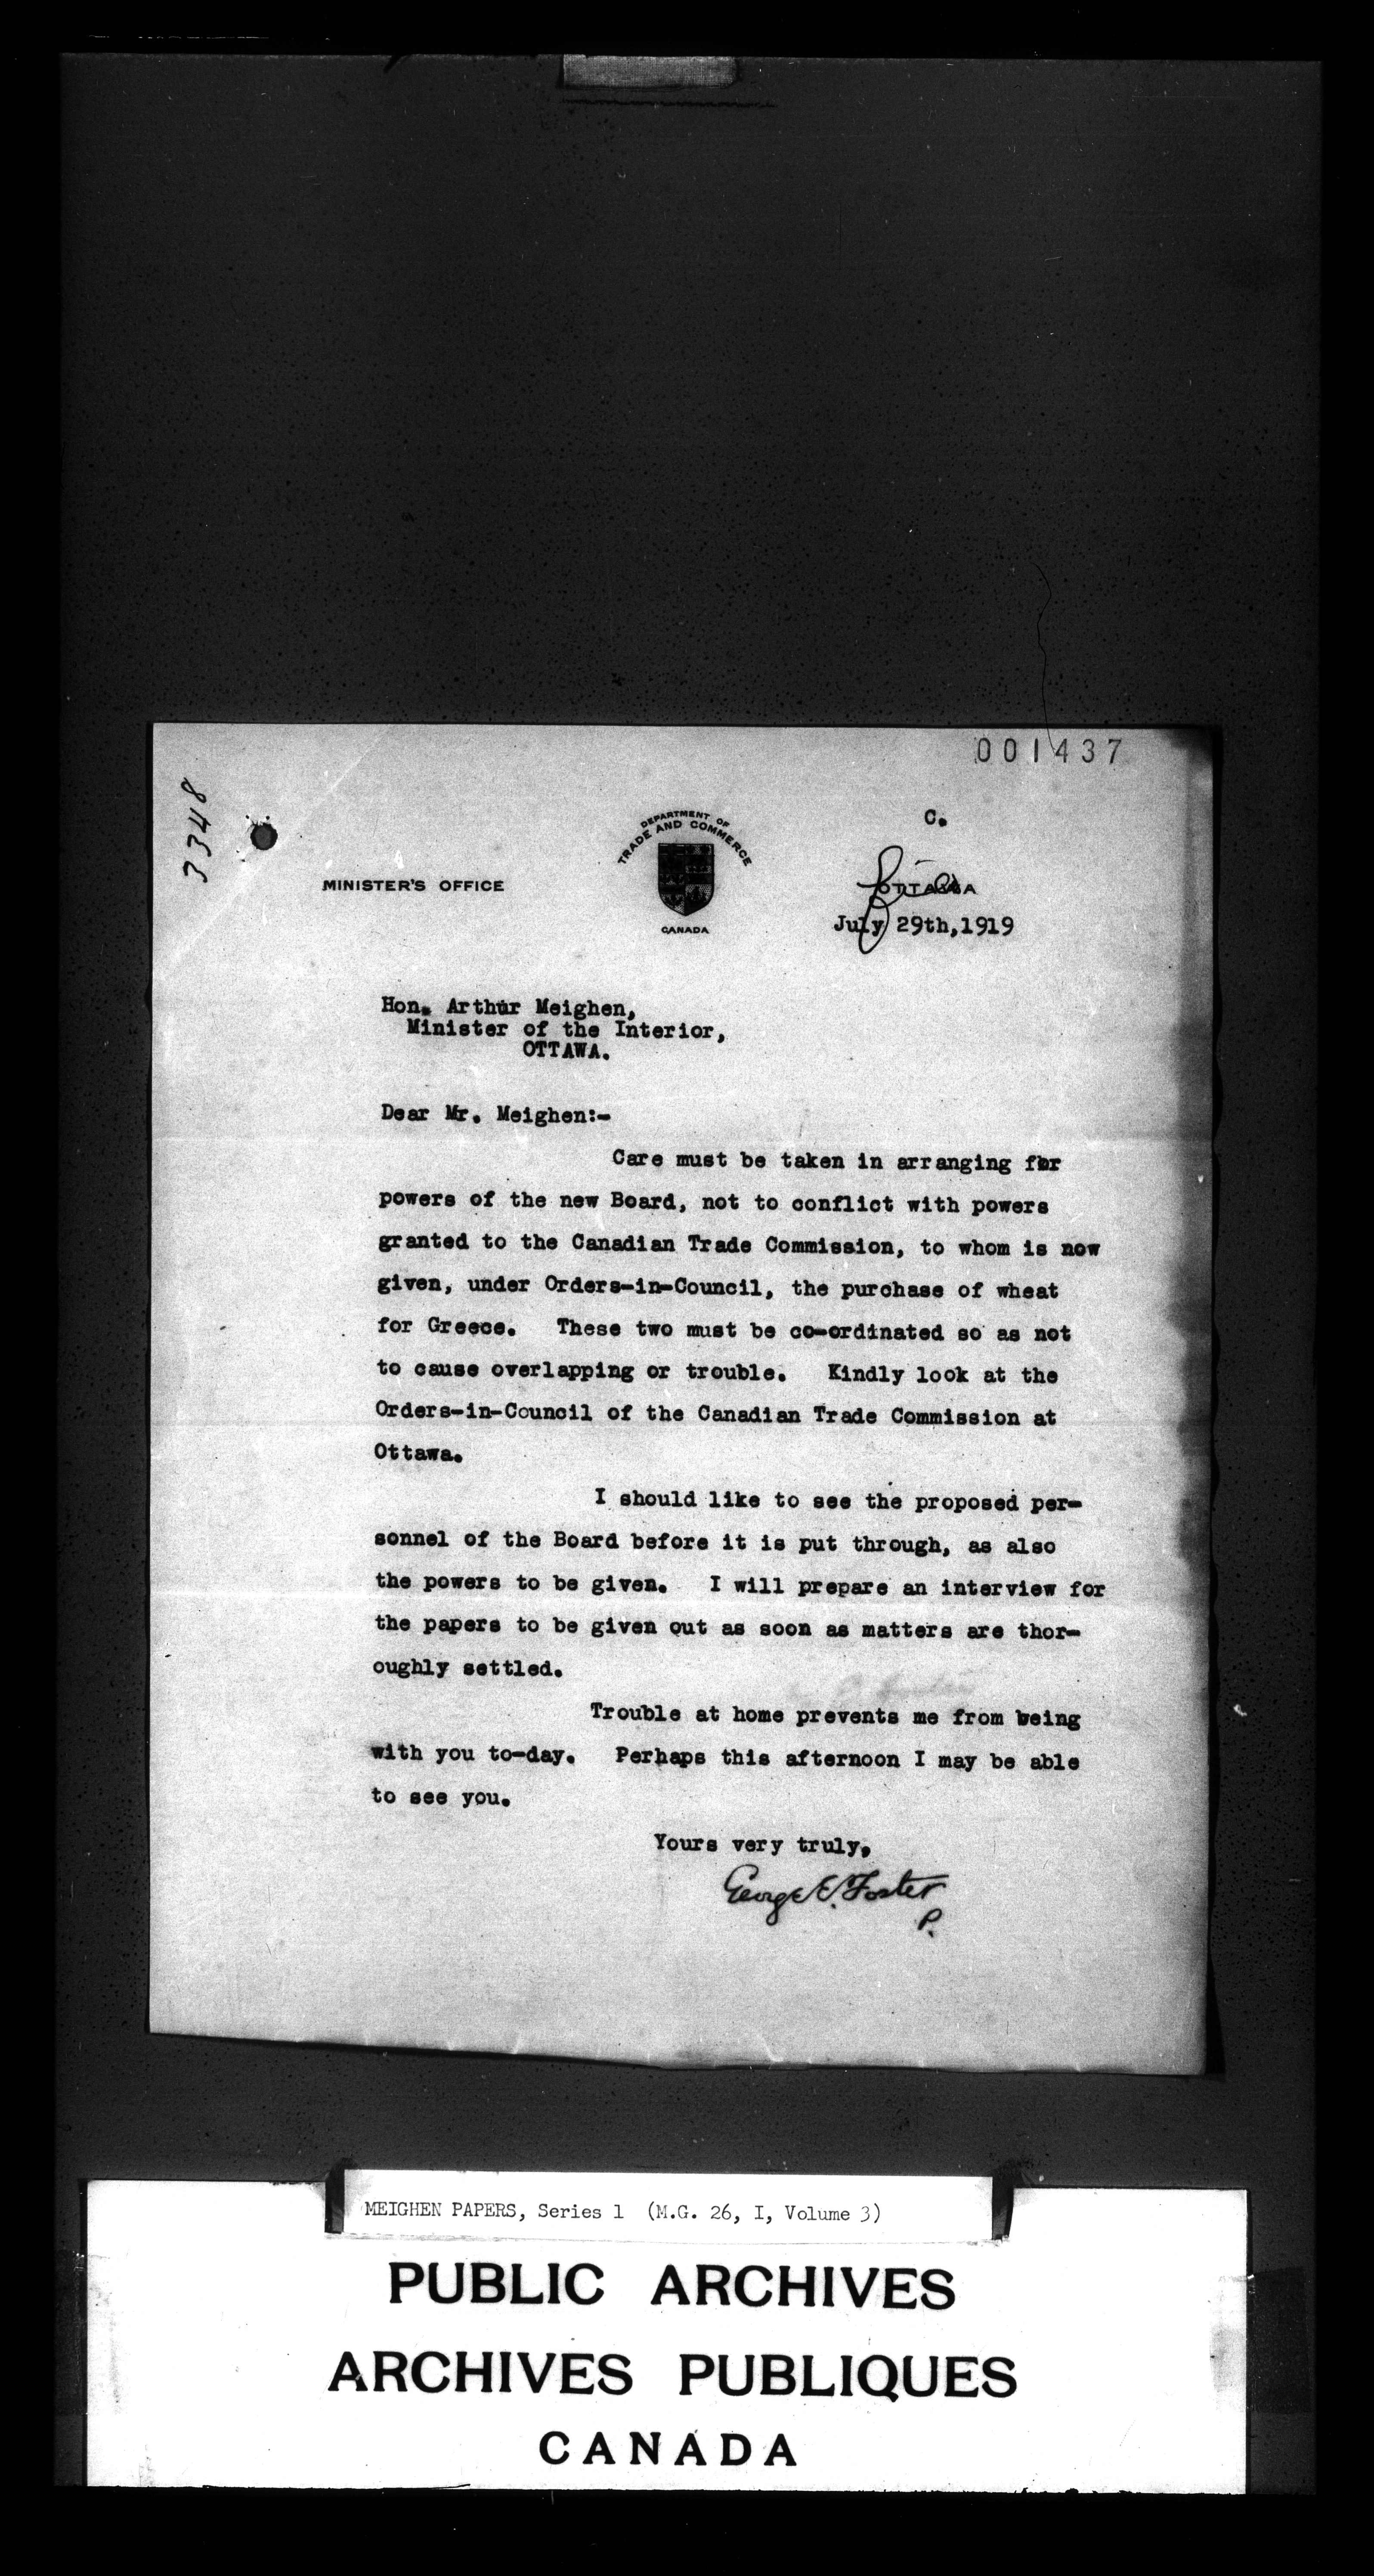 001437
3348
C.
DEPARTMENT OF
TRADE AND COMMERCE
CANADA
MINISTER'S OFFICE
OTTAWA
July 29th,1919
Hon. Arthur Meighen,
Minister of the Interior,
OTTAWA.
Dear Mr. Meighen:-
Care must be taken in arranging for
powers of the new Board, not to conflict with powers
granted to the Canadian Trade Commission, to whom is now
given, under Orders-in-Council, the purchase of wheat
for Greece. These two must be co-ordinated so as not
to cause overlapping or trouble. Kindly look at the
Orders-in-Council of the Canadian Trade Commission at
Ottawa.
I should like to see the proposed per-
sonnel of the Board before it is put through, as also
the powers to be given. I will prepare an interview for
the papers to be given out as soon as matters are thor-
oughly settled.
Trouble at home prevents me from being
with you to-day. Perhaps this afternoon I may be able
to see you.
Yours very truly,
George E. Foster
P.
MEIGHEN PAPERS, Series 1 (M.G. 26, I, Volume 3)
PUBLIC ARCHIVES
ARCHIVES PUBLIQUES
CANADA